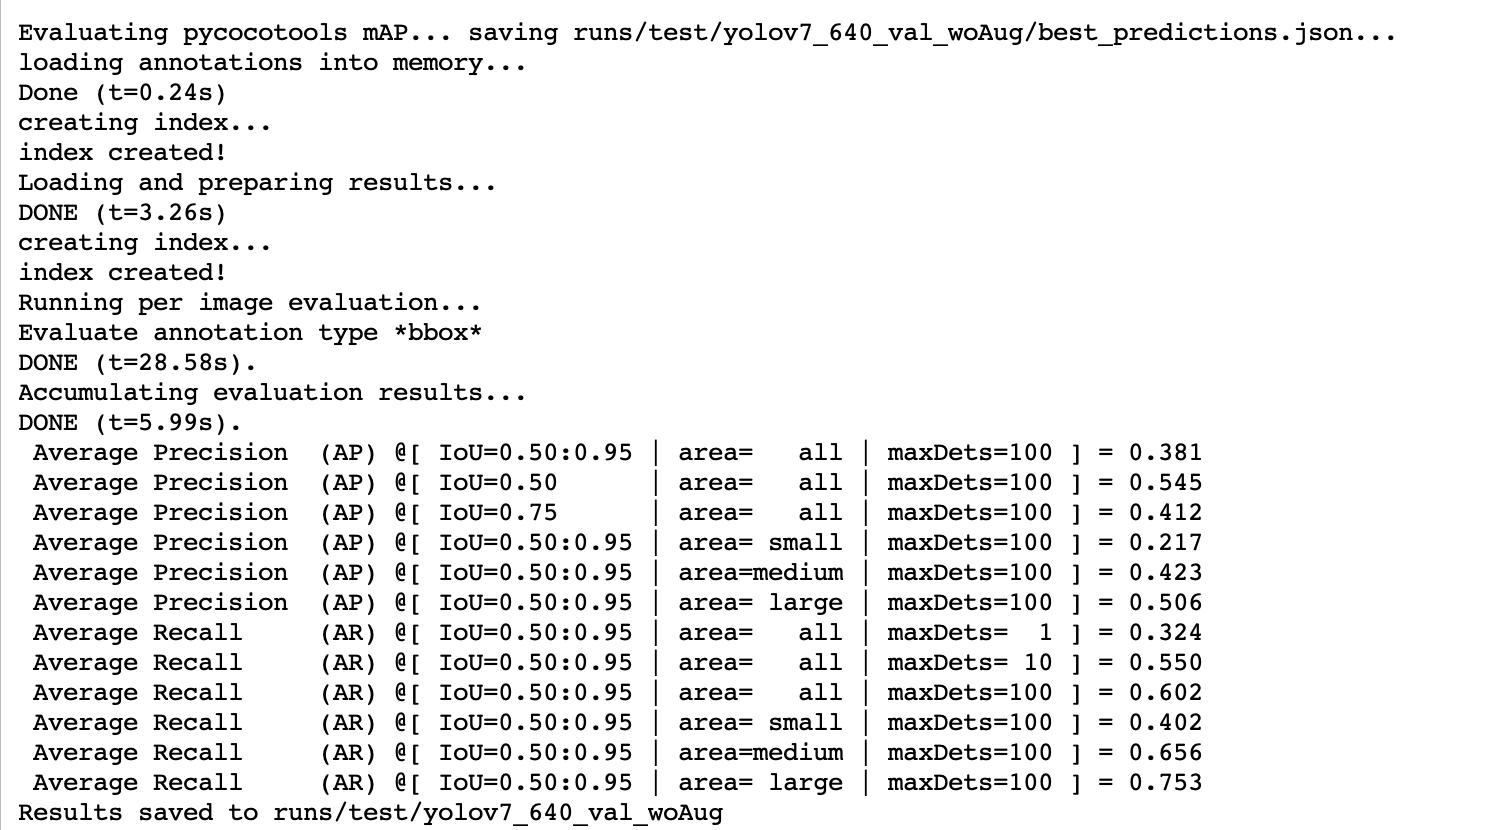 Evaluating pycocotools mAP... saving runs/test/yolov7_640_val_woAug/best_predictions.json...
loading annotations into memory...
Done (t=0.24s)
creating index...
index created!
Loading and preparing results...
DONE (t=3.26s)
creating index...
index created!
Running per image evaluation...
Evaluate annotation type *bbox*
DONE (t=28.58s).
Accumulating evaluation results...
DONE (t=5.99s).
 Average Precision  (AP) @[ IoU=0.50:0.95 | area=   all | maxDets=100 ] = 0.381
 Average Precision  (AP) @[ IoU=0.50      | area=   all | maxDets=100 ] = 0.545
 Average Precision  (AP) @[ IoU=0.75      | area=   all | maxDets=100 ] = 0.412
 Average Precision  (AP) @[ IoU=0.50:0.95 | area= small | maxDets=100 ] = 0.217
 Average Precision  (AP) @[ IoU=0.50:0.95 | area=medium | maxDets=100 ] = 0.423
 Average Precision  (AP) @[ IoU=0.50:0.95 | area= large | maxDets=100 ] = 0.506
 Average Recall     (AR) @[ IoU=0.50:0.95 | area=   all | maxDets=  1 ] = 0.324
 Average Recall     (AR) @[ IoU=0.50:0.95 | area=   all | maxDets= 10 ] = 0.550
 Average Recall     (AR) @[ IoU=0.50:0.95 | area=   all | maxDets=100 ] = 0.602
 Average Recall     (AR) @[ IoU=0.50:0.95 | area= small | maxDets=100 ] = 0.402
 Average Recall     (AR) @[ IoU=0.50:0.95 | area=medium | maxDets=100 ] = 0.656
 Average Recall     (AR) @[ IoU=0.50:0.95 | area= large | maxDets=100 ] = 0.753
Results saved to runs/test/yolov7_640_val_woAug